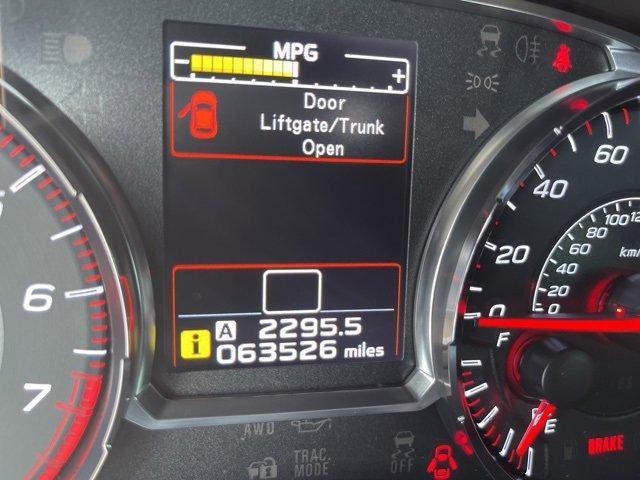 MPG
- +
Door
Liftgate/Trunk
Open
A 2295.5
i 063526 miles
6
7
60
40
20
0
100
80
60
40
20
0
km/
F
E
AWD
TRAC
MODE
OFF
BRAKE